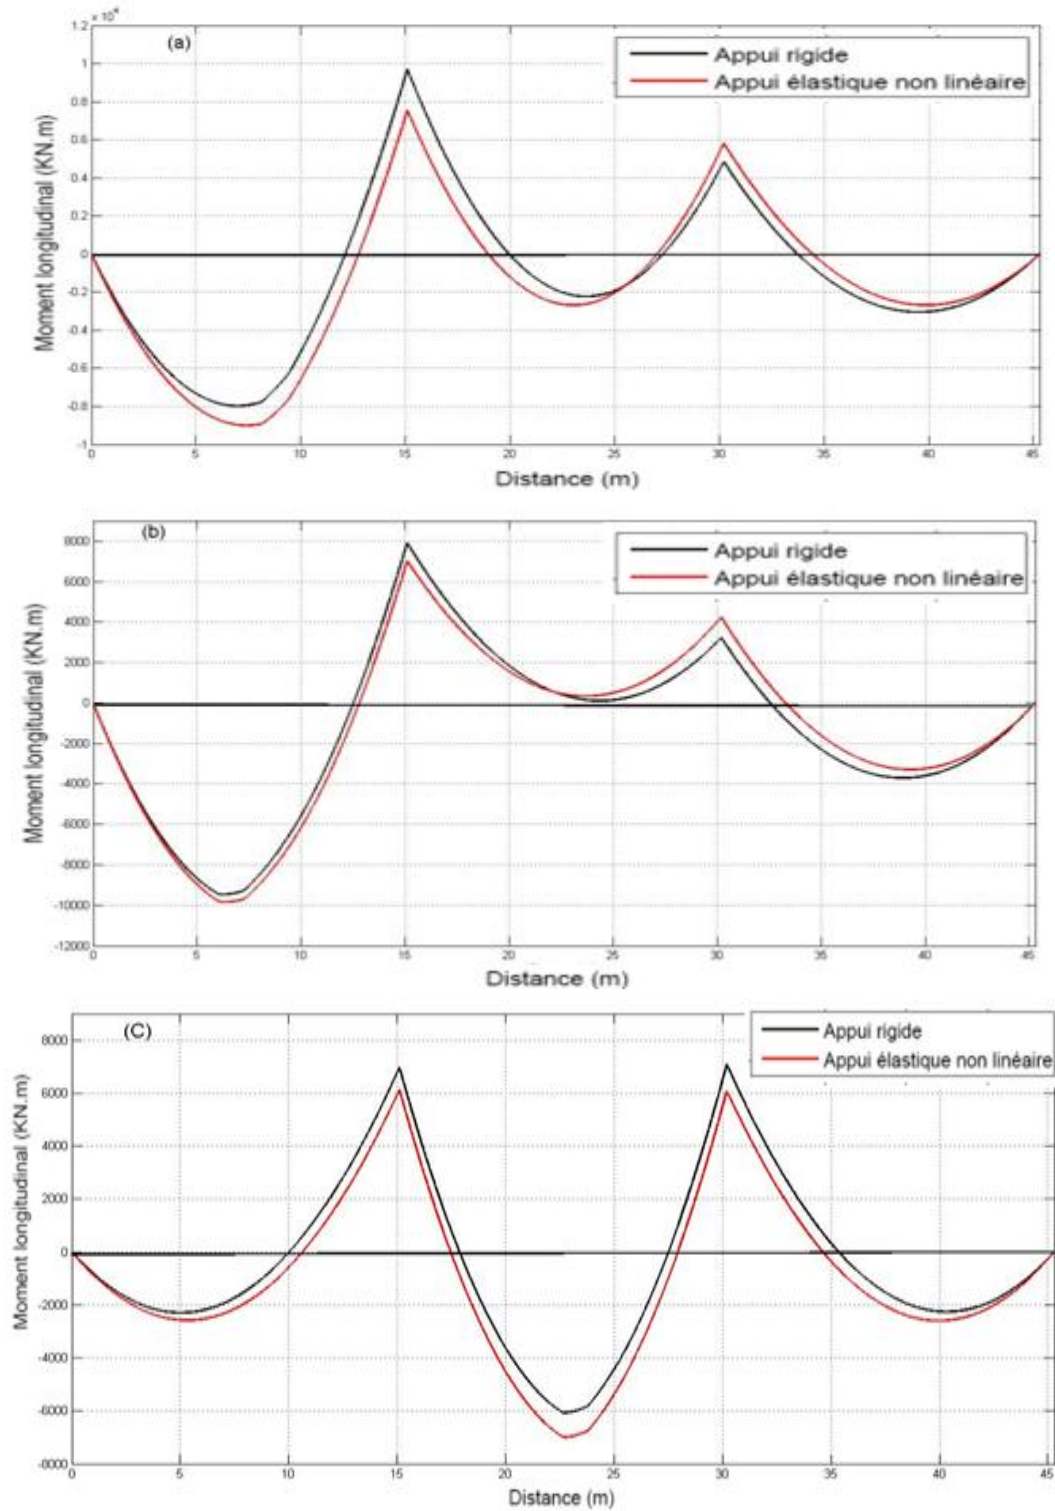 × 10⁴
1.2
(a)
Appui rigide
Appui élastique non linéaire
1
0.8
0.6
0.4
0.2
0
-0.2
-0.4
-0.6
-0.8
-1
Moment longitudinal (KN.m)
0 5 10 15 20 25 30 35 40 45
Distance (m)
(b)
Appui rigide
Appui élastique non linéaire
8000
6000
4000
2000
0
-2000
-4000
-6000
-8000
-10000
-12000
Moment longitudinal (KN.m)
0 5 10 15 20 25 30 35 40 45
Distance (m)
(C)
Appui rigide
Appui élastique non linéaire
8000
6000
4000
2000
0
-2000
-4000
-6000
-8000
Moment longitudinal (KN.m)
0 5 10 15 20 25 30 35 40 45
Distance (m)